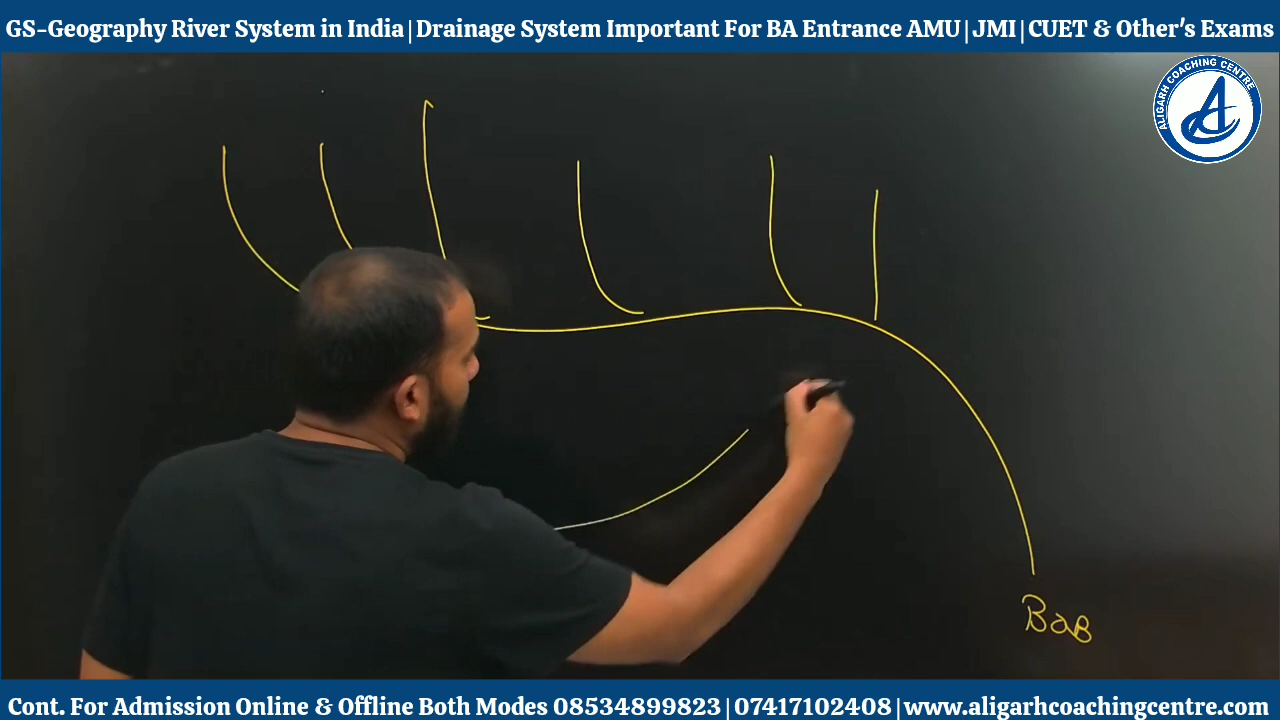 GS-Geography River System in India|Drainage System Important For BA Entrance AMU|JMI|CUET & Other's Exams
ALIGARH COACHING CENTRE
A
BaB
Cont. For Admission Online & Offline Both Modes 08534899823|07417102408|www.aligarhcoachingcentre.com